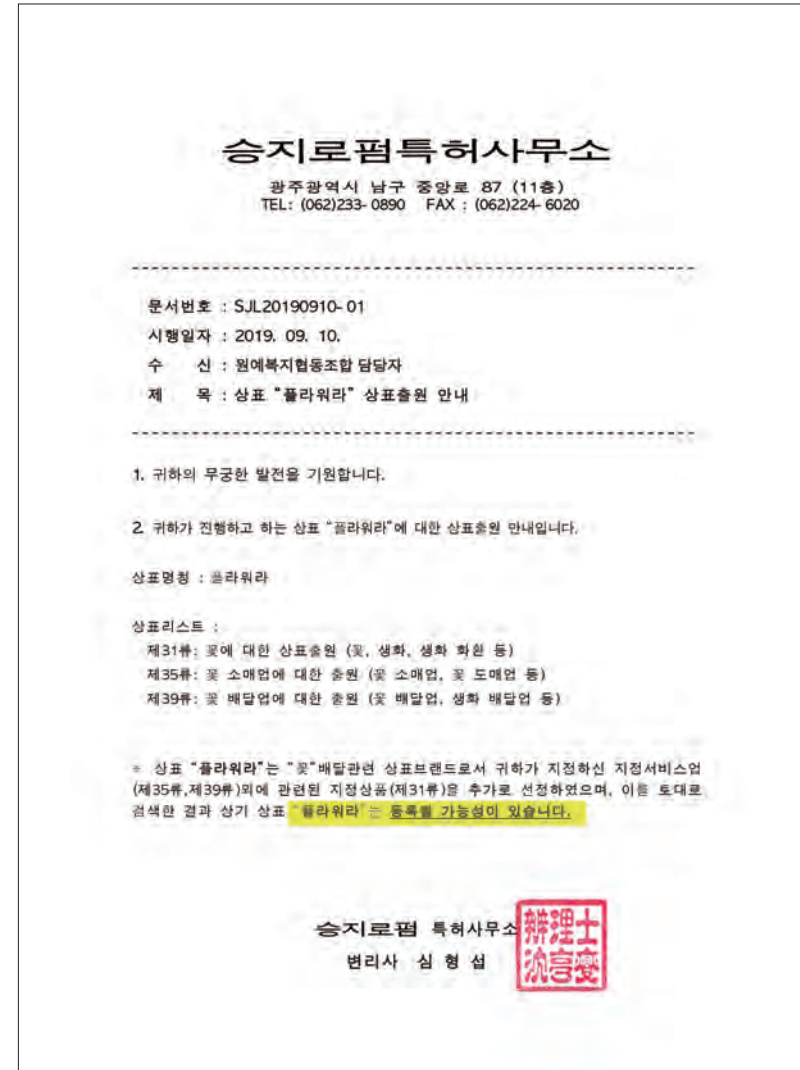 승지로펌특허사무소
광주광역시 남구 중앙로 87 (11층)
TEL: (062)233-0890 FAX : (062)224-6020
문서번호 : SJL20190910-01
시행일자 : 2019. 09. 10.
수 신 : 원예복지협동조합 담당자
제 목 : 상표 "플라워라" 상표출원 안내
1. 귀하의 무궁한 발전을 기원합니다.
2. 귀하가 진행하고 하는 상표 "플라워라"에 대한 상표출원 안내입니다.
상표명칭 : 플라워라
상표리스트 :
제31류: 꽃에 대한 상표출원 (꽃, 생화, 생화 화환 등)
제35류: 꽃 소매업에 대한 출원 (꽃 소매업, 꽃 도매업 등)
제39류: 꽃 배달업에 대한 출원 (꽃 배달업, 생화 배달업 등)
※ 상표 "플라워라"는 "꽃"배달관련 상표브랜드로서 귀하가 지정하신 지정서비스업
(제35류,제39류)외에 관련된 지정상품(제31류)을 추가로 선정하였으며, 이를 토대로
검색한 결과 상기 상표 "플라워라"는 등록될 가능성이 있습니다.
승지로펌 특허사무소
변리사 심 형 섭